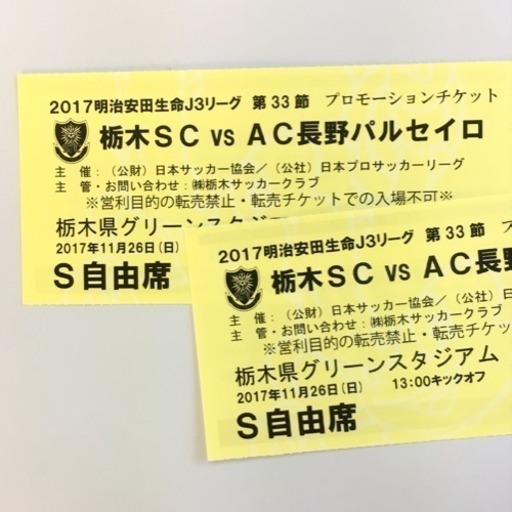 2017明治安田生命J3リーグ 第33節 プロモーションチケット
栃木SC VS AC長野パルセイロ
主 催:(公財)日本サッカー協会/(公社)日本プロサッカーリーグ
主管・お問い合わせ:㈱栃木サッカークラブ
※営利目的の転売禁止・転売チケットでの入場不可※
栃木県グリーンスタジアム
2017年11月26日(日)
S自由席
2017明治安田生命J3リーグ 第33節 プ
栃木SC VS AC長野
主 催:(公財)日本サッカー協会/(公社)日
主管・お問い合わせ:㈱栃木サッカークラブ
※営利目的の転売禁止・転売チケッ
栃木県グリーンスタジアム
2017年11月26日(日) 13:00キックオフ
S自由席